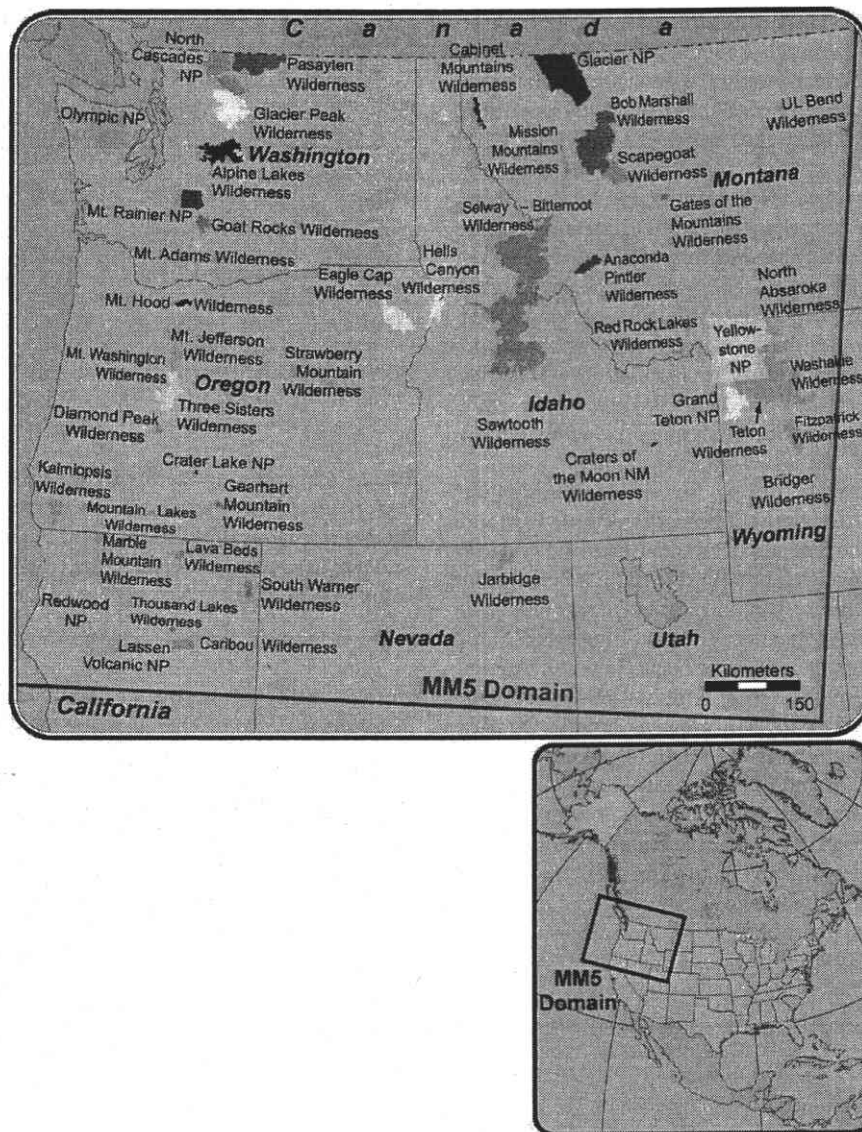 C a n a d a
North
Cascades
NP
Pasayten
Wilderness
Cabinet
Mountains
Wilderness
Glacier NP
Olympic NP
Glacier Peak
Wilderness
Bob Marshall
Wilderness
UL Bend
Wilderness
Mission
Mountains
Wilderness
Washington
Alpine Lakes
Wilderness
Scapegoat
Wilderness
Montana
Mt. Rainier NP
Goat Rocks Wilderness
Selway - Bitterroot
Wilderness
Gates of the
Mountains
Wilderness
Mt. Adams Wilderness
Eagle Cap
Wilderness
Hells
Canyon
Wilderness
Anaconda
Pintler
Wilderness
North
Absaroka
Wilderness
Mt. Hood Wilderness
Mt. Jefferson
Wilderness
Red Rock Lakes
Wilderness
Yellow-
stone
NP
Mt. Washington
Wilderness
Strawberry
Mountain
Wilderness
Washakie
Wilderness
Oregon
Idaho
Grand
Teton NP
Diamond Peak
Wilderness
Three Sisters
Wilderness
Sawtooth
Wilderness
Teton
Wilderness
Fitzpatrick
Wilderness
Kalmiopsis
Wilderness
Crater Lake NP
Craters of
the Moon NM
Wilderness
Gearhart
Mountain
Wilderness
Bridger
Wilderness
Mountain Lakes
Wilderness
Wyoming
Marble
Mountain
Wilderness
Lava Beds
Wilderness
South Warner
Wilderness
Jarbidge
Wilderness
Redwood
NP
Thousand Lakes
Wilderness
Lassen
Volcanic NP
Caribou Wilderness
Nevada
Utah
Kilometers
0 150
MM5 Domain
California
MM5
Domain